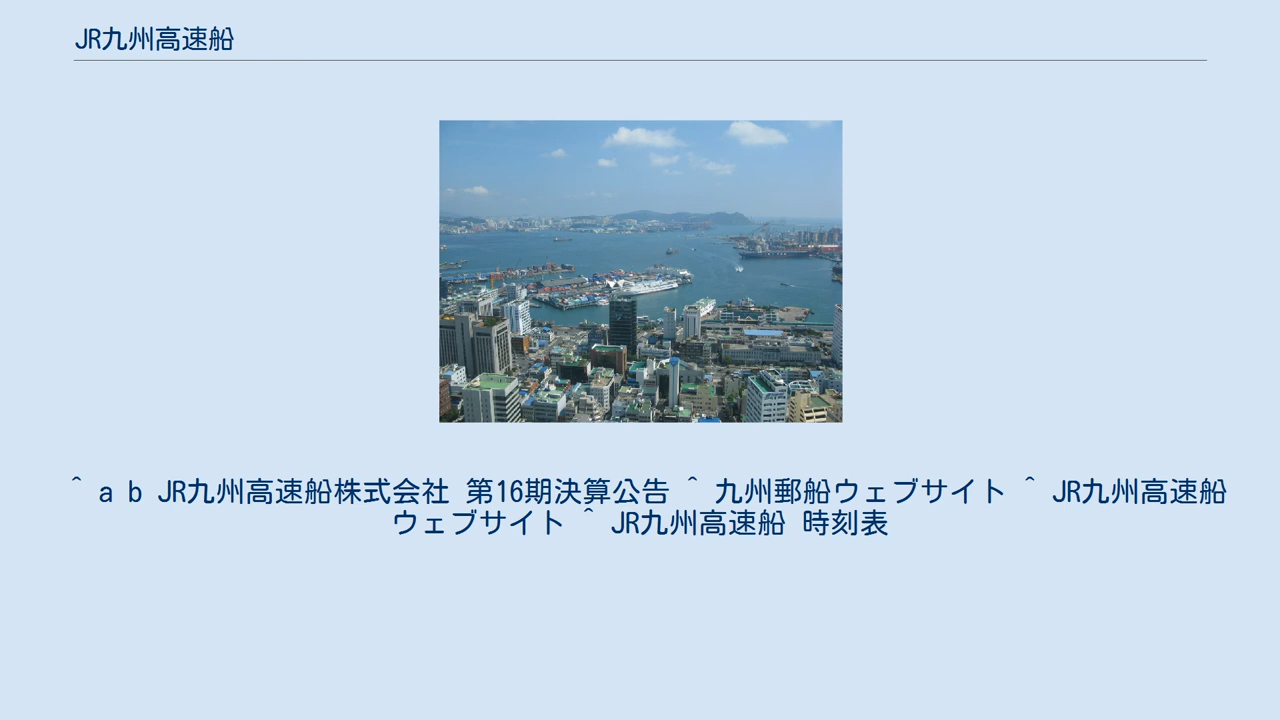 JR九州高速船
^ a b JR九州高速船株式会社 第16期決算公告 ^ 九州郵船ウェブサイト ^ JR九州高速船
ウェブサイト ^ JR九州高速船 時刻表